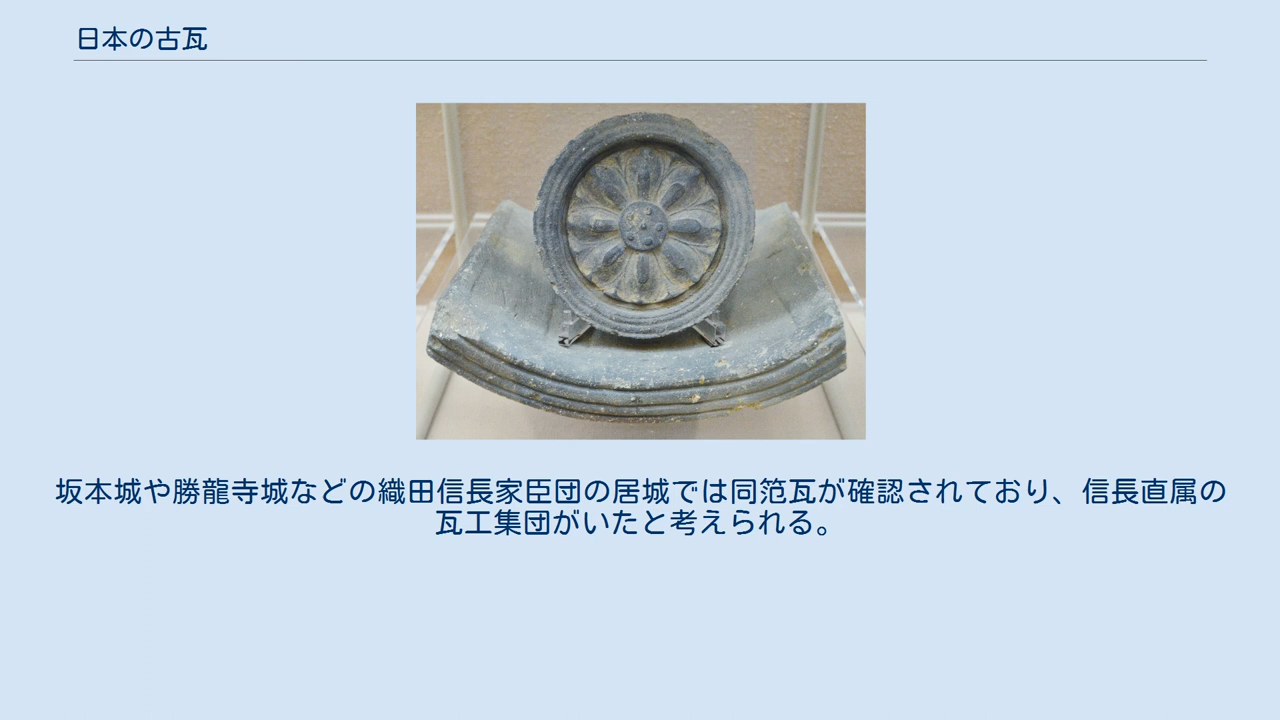 日本の古瓦
坂本城や勝龍寺城などの織田信長家臣団の居城では同笵瓦が確認されており、信長直属の
瓦工集団がいたと考えられる。